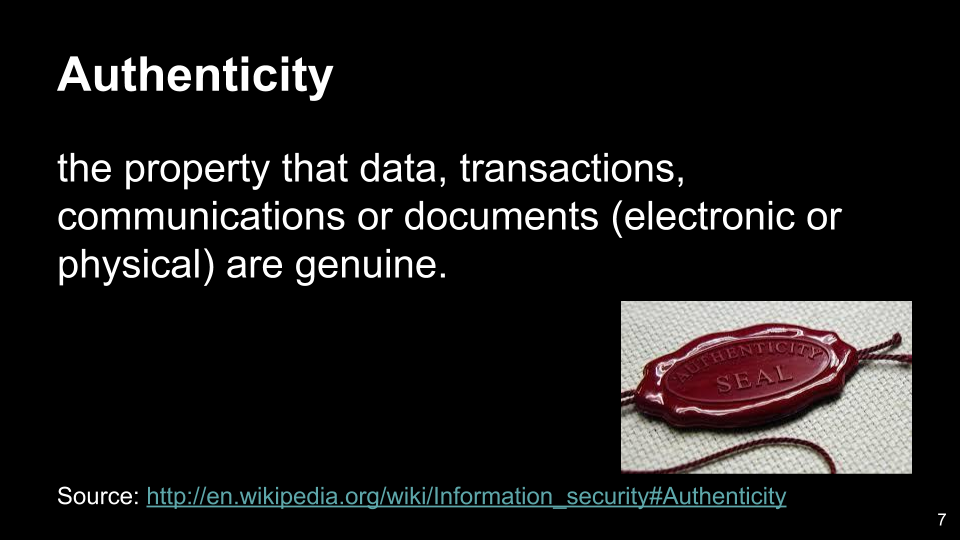 Authenticity
the property that data, transactions,
communications or documents (electronic or
physical) are genuine.
AUTHENTICITY
SEAL
Source: http://en.wikipedia.org/wiki/Information_security#Authenticity
7